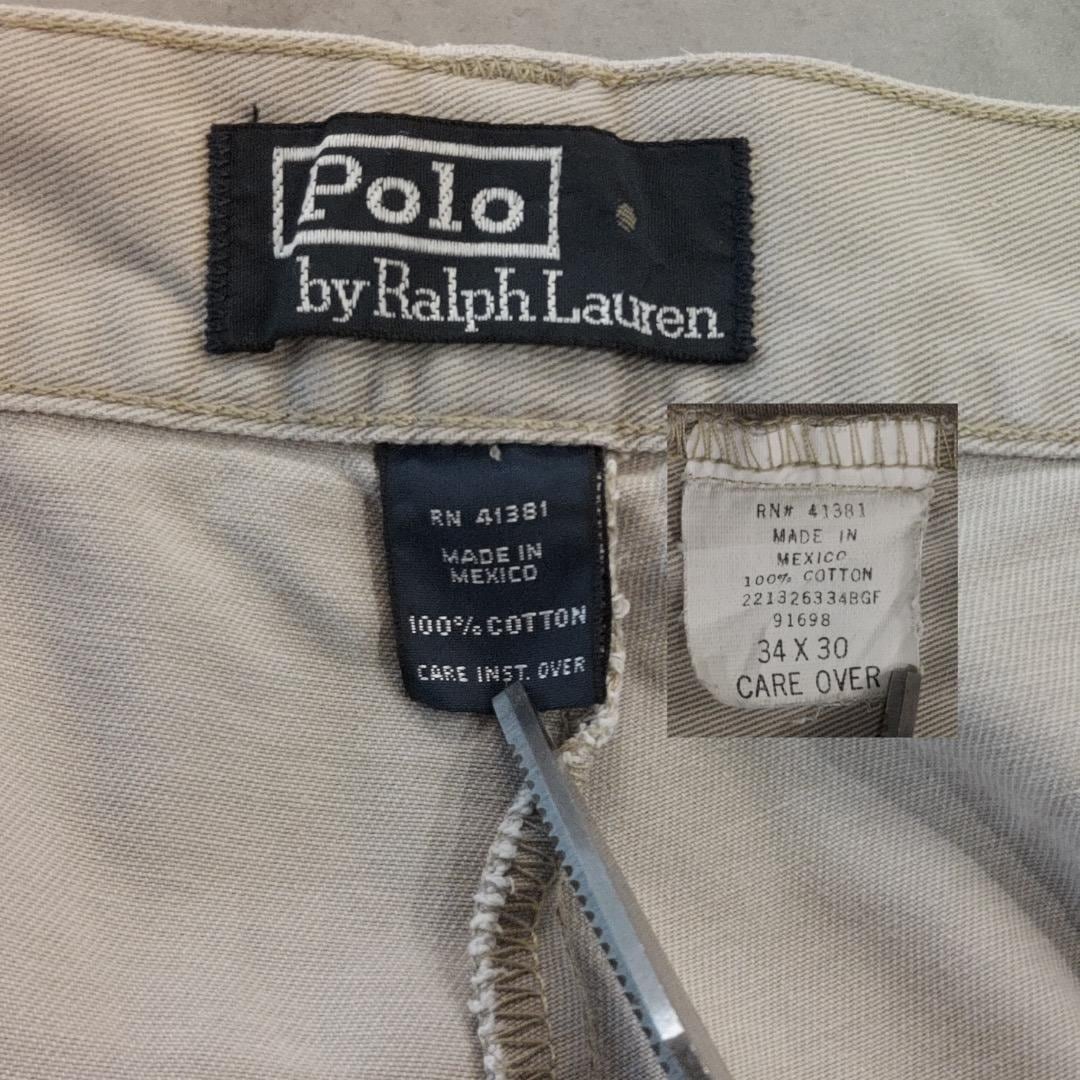 Polo
by Ralph Lauren
RN 41381
MADE IN
MEXICO
100% COTTON
CARE INST. OVER
RN# 41381
MADE IN
MEXICO
100% COTTON
221326334BGF
91698
34 X 30
CARE OVER